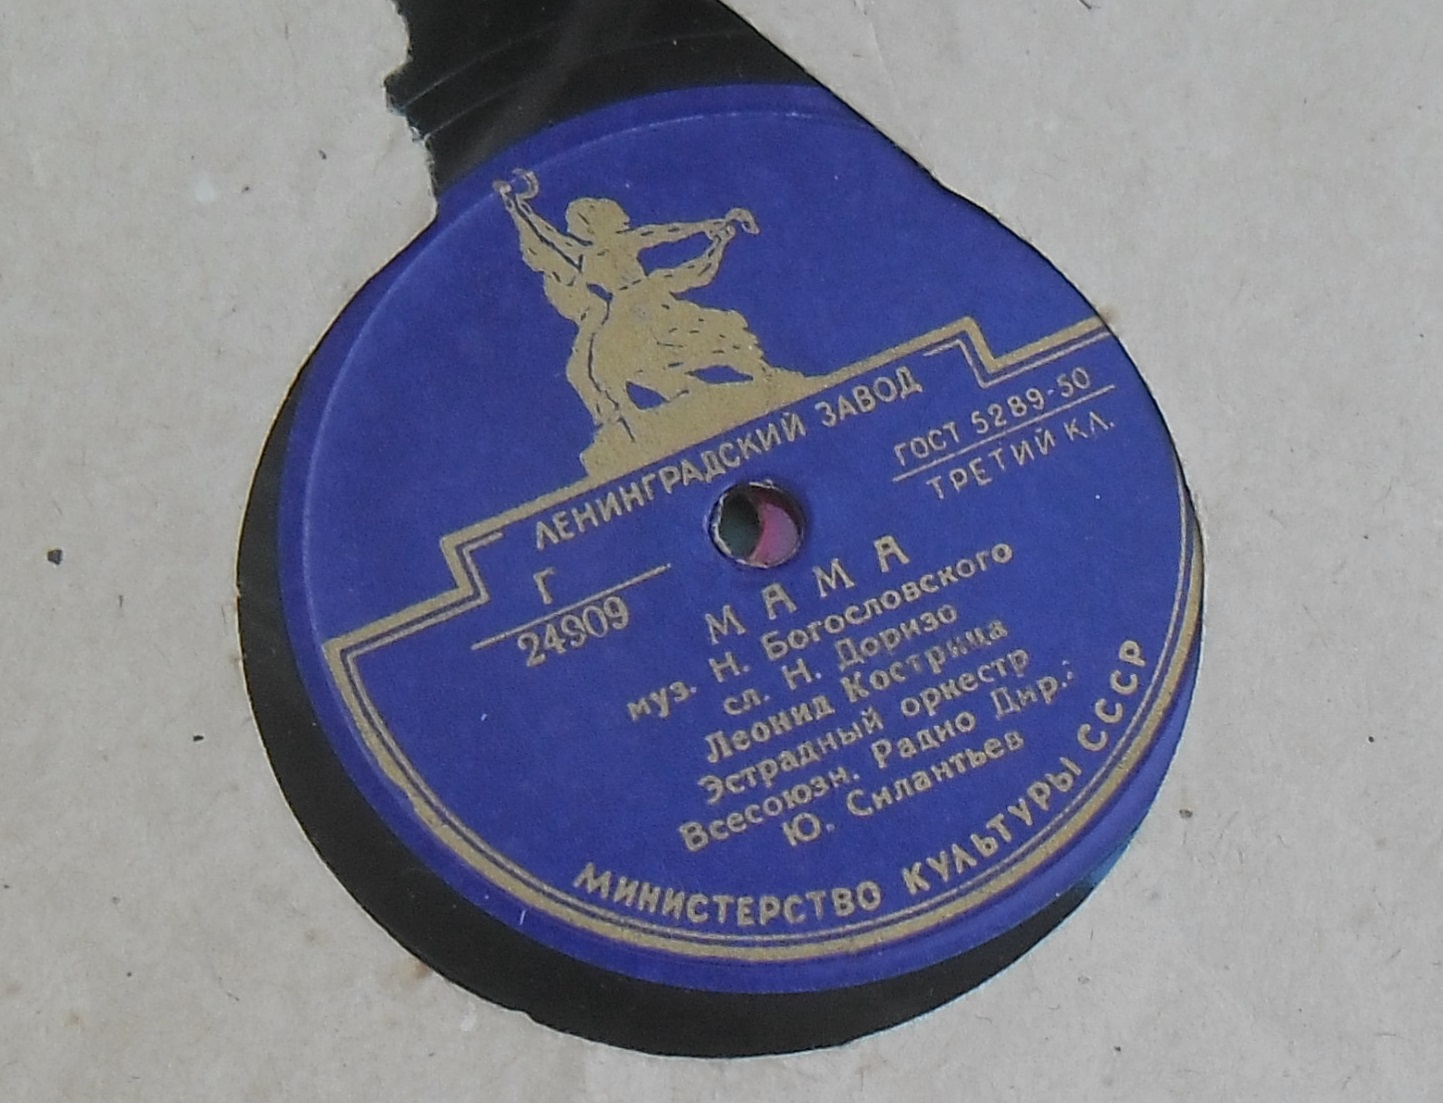 ЛЕНИНГРАДСКИЙ ЗАВОД
ГОСТ 5289-50
ТРЕТИЙ КЛ.
Г
24909
МАМА
муз. Н. Богословского
сл. Н. Доризо
Леонид Кострица
Эстрадный оркестр
Всесоюзн. Радио Дир.:
Ю. Силантьев
МИНИСТЕРСТВО КУЛЬТУРЫ СССР